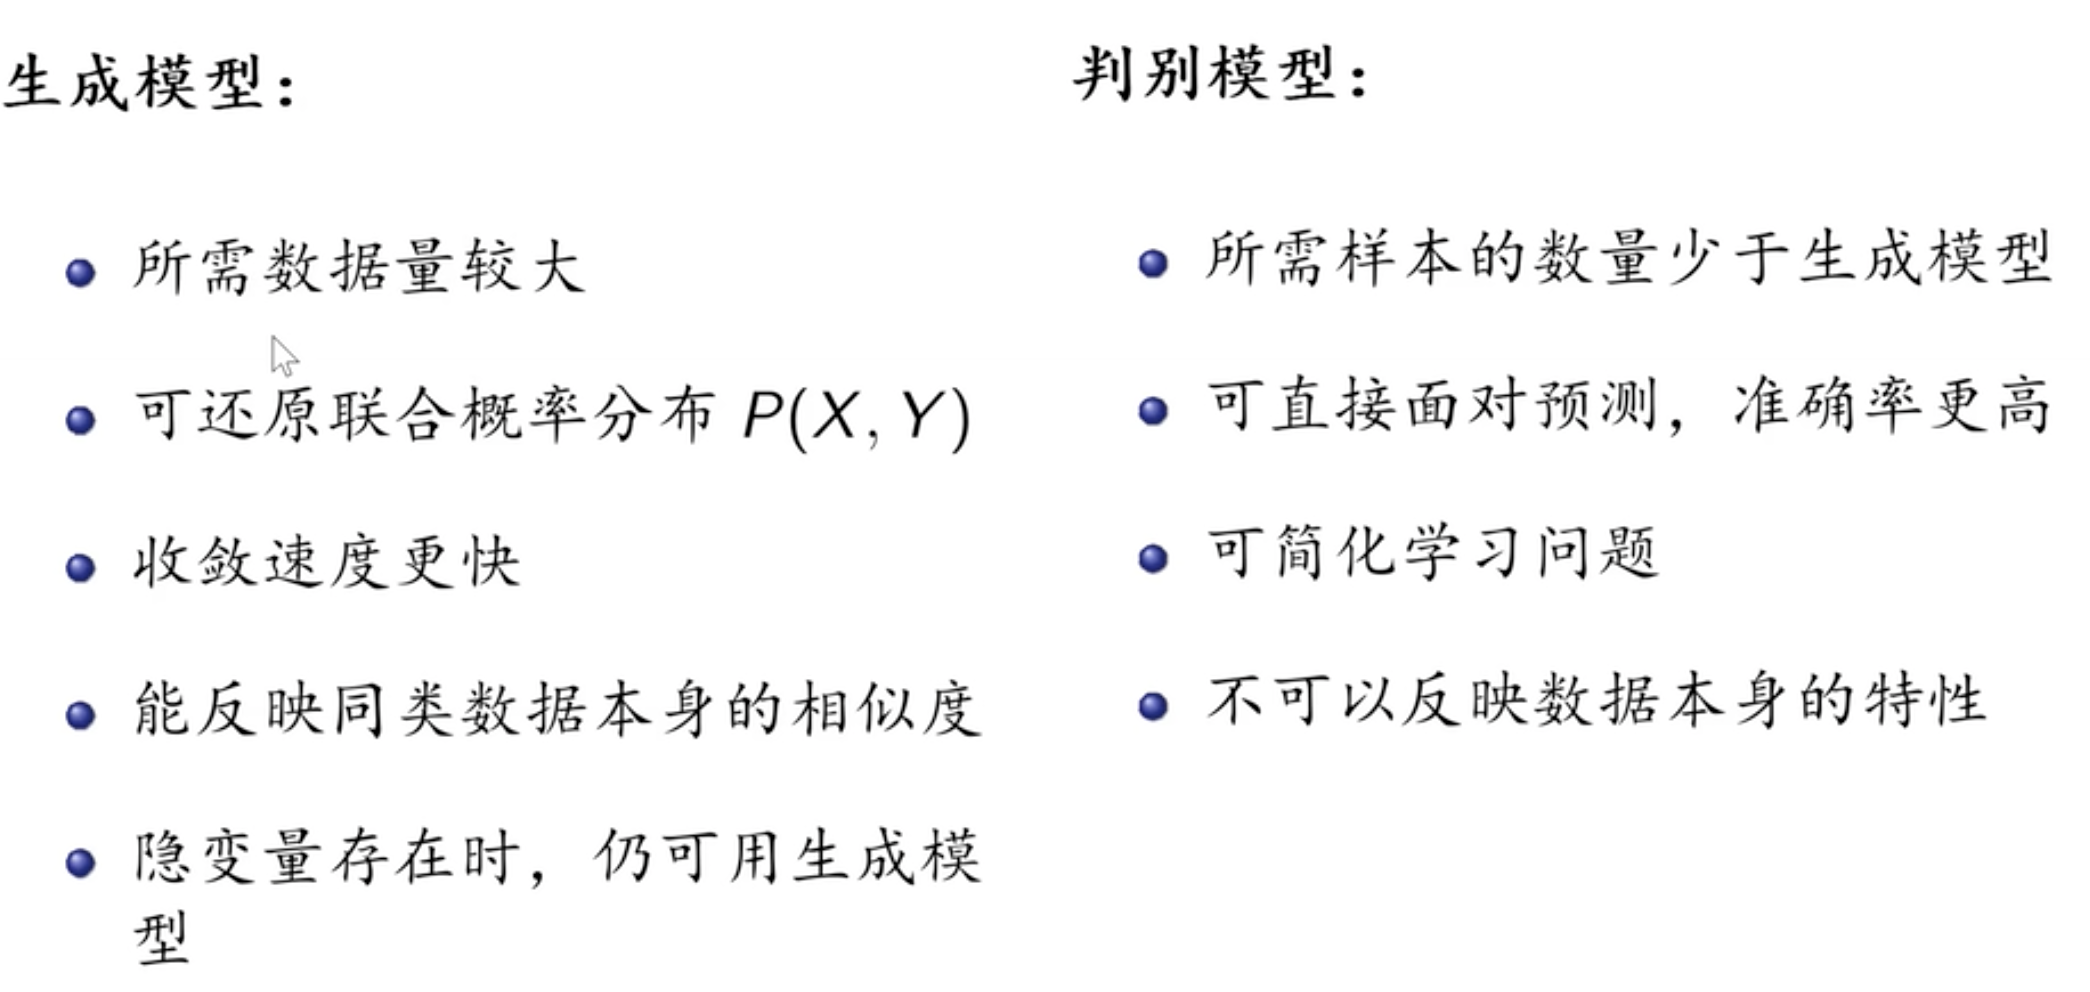 生成模型：
所需数据量较大
可还原联合概率分布 P(X, Y)
收敛速度更快
能反映同类数据本身的相似度
隐变量存在时，仍可用生成模
型
判别模型：
所需样本的数量少于生成模型
可直接面对预测，准确率更高
可简化学习问题
不可以反映数据本身的特性